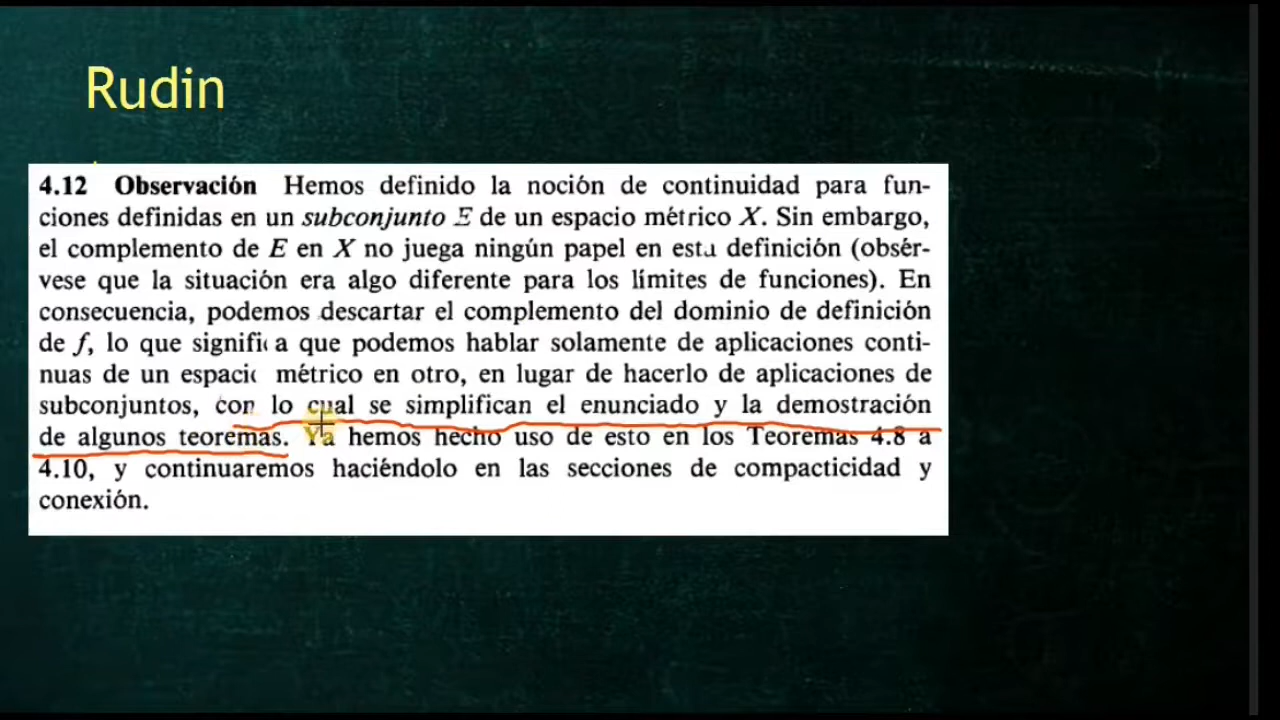 Rudin
4.12 Observación Hemos definido la noción de continuidad para fun-
ciones definidas en un subconjunto E de un espacio métrico X. Sin embargo,
el complemento de E en X no juega ningún papel en esta definición (obsér-
vese que la situación era algo diferente para los límites de funciones). En
consecuencia, podemos descartar el complemento del dominio de definición
de f, lo que significa que podemos hablar solamente de aplicaciones conti-
nuas de un espacio métrico en otro, en lugar de hacerlo de aplicaciones de
subconjuntos, con lo cual se simplifican el enunciado y la demostración
de algunos teoremas. Ya hemos hecho uso de esto en los Teoremas 4.8 a
4.10, y continuaremos haciéndolo en las secciones de compacticidad y
conexión.